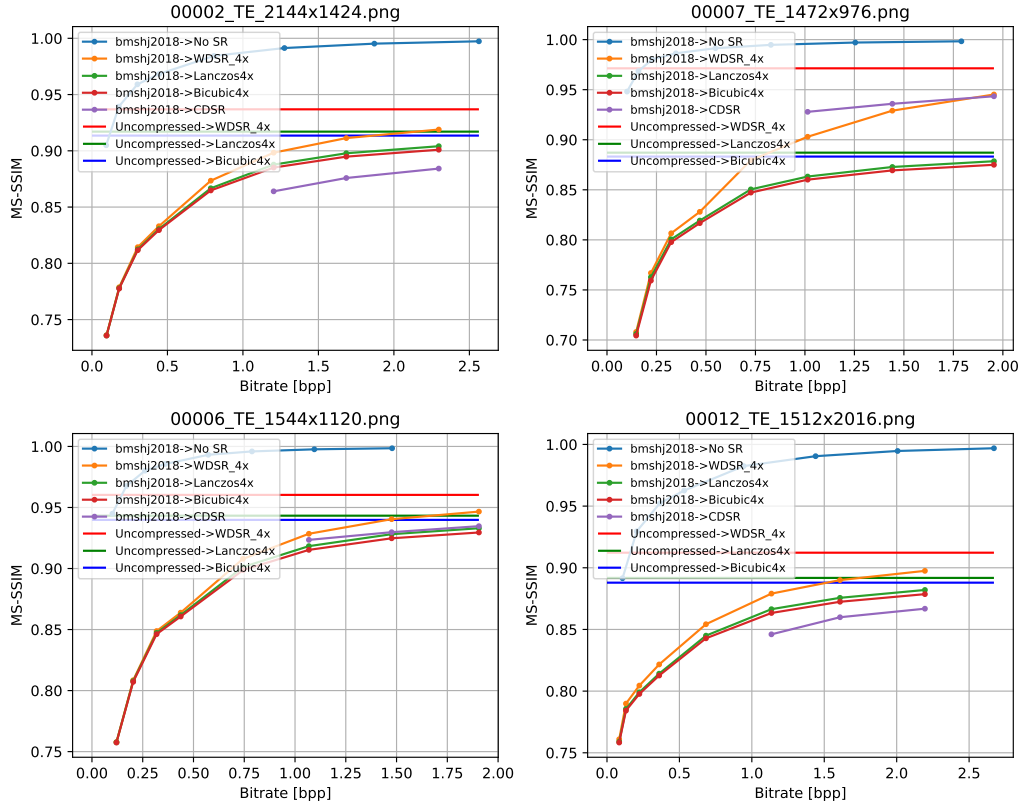 00002_TE_2144x1424.png
bmshj2018->No SR
bmshj2018->WDSR_4x
bmshj2018->Lanczos4x
bmshj2018->Bicubic4x
bmshj2018->CDSR
Uncompressed->WDSR_4x
Uncompressed->Lanczos4x
Uncompressed->Bicubic4x
MS-SSIM
1.00
0.95
0.90
0.85
0.80
0.75
0.0 0.5 1.0 1.5 2.0 2.5
Bitrate [bpp]
00007_TE_1472x976.png
bmshj2018->No SR
bmshj2018->WDSR_4x
bmshj2018->Lanczos4x
bmshj2018->Bicubic4x
bmshj2018->CDSR
Uncompressed->WDSR_4x
Uncompressed->Lanczos4x
Uncompressed->Bicubic4x
MS-SSIM
1.00
0.95
0.90
0.85
0.80
0.75
0.70
0.00 0.25 0.50 0.75 1.00 1.25 1.50 1.75 2.00
Bitrate [bpp]
00006_TE_1544x1120.png
bmshj2018->No SR
bmshj2018->WDSR_4x
bmshj2018->Lanczos4x
bmshj2018->Bicubic4x
bmshj2018->CDSR
Uncompressed->WDSR_4x
Uncompressed->Lanczos4x
Uncompressed->Bicubic4x
MS-SSIM
1.00
0.95
0.90
0.85
0.80
0.75
0.00 0.25 0.50 0.75 1.00 1.25 1.50 1.75 2.00
Bitrate [bpp]
00012_TE_1512x2016.png
bmshj2018->No SR
bmshj2018->WDSR_4x
bmshj2018->Lanczos4x
bmshj2018->Bicubic4x
bmshj2018->CDSR
Uncompressed->WDSR_4x
Uncompressed->Lanczos4x
Uncompressed->Bicubic4x
MS-SSIM
1.00
0.95
0.90
0.85
0.80
0.75
0.0 0.5 1.0 1.5 2.0 2.5
Bitrate [bpp]